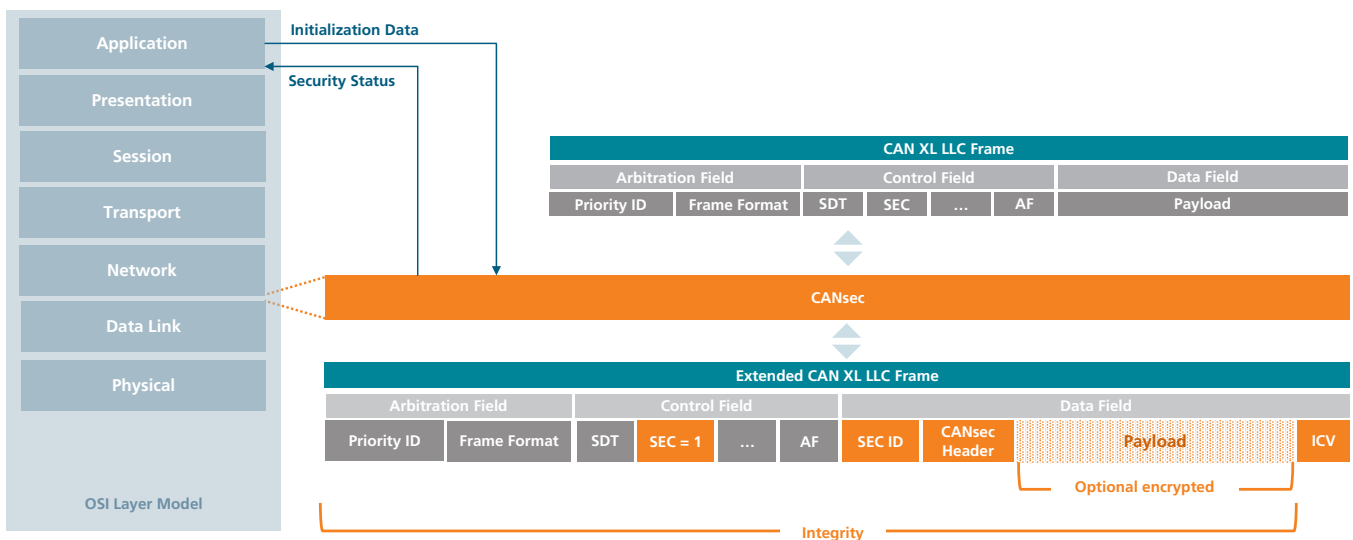 Application
Presentation
Session
Transport
Network
Data Link
Physical
OSI Layer Model
Initialization Data
Security Status
CAN XL LLC Frame
Arbitration Field Control Field Data Field
Priority ID Frame Format SDT SEC ... AF Payload
CANsec
Extended CAN XL LLC Frame
Arbitration Field Control Field Data Field
Priority ID Frame Format SDT SEC = 1 ... AF SEC ID CANsec Header Payload ICV
Optional encrypted
Integrity